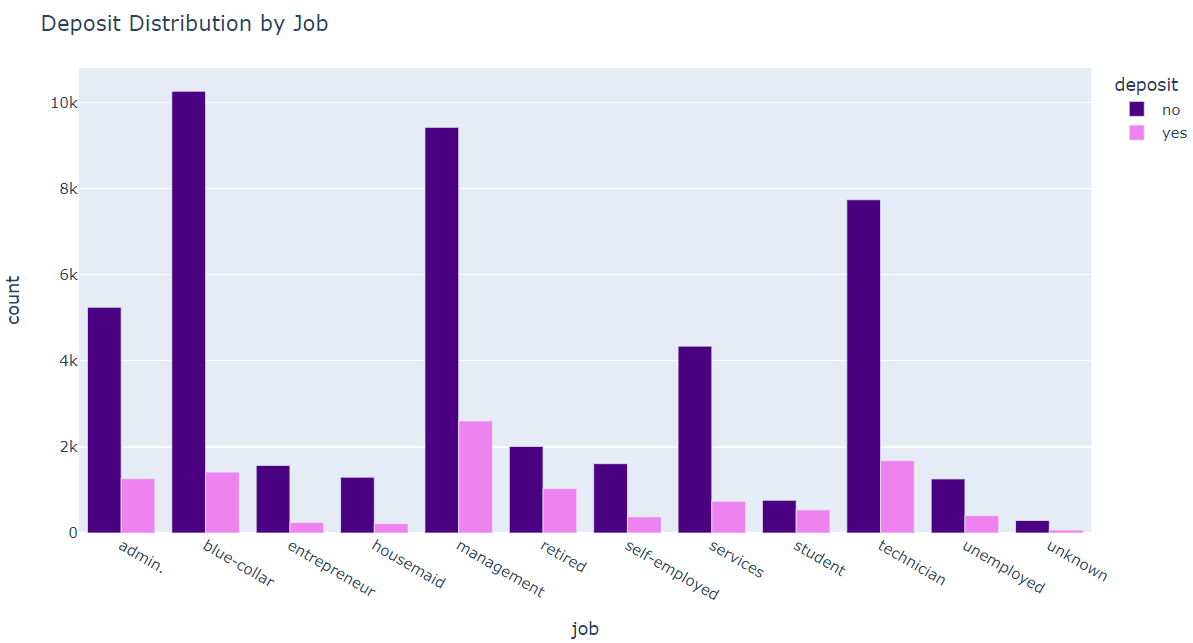 Deposit Distribution by Job
deposit
no
yes
count
10k
8k
6k
4k
2k
0
admin.
blue-collar
entrepreneur
housemaid
management
retired
self-employed
services
student
technician
unemployed
unknown
job